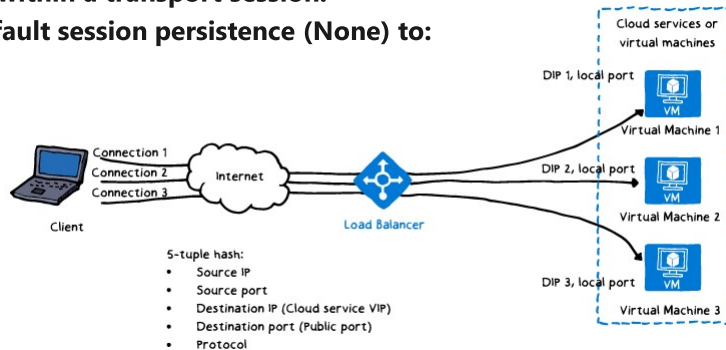 within a transport session.
fault session persistence (None) to:
Cloud services or
virtual machines
DIP 1, local port
VM
Virtual Machine 1
Connection 1
Connection 2
Connection 3
Internet
DIP 2, local port
VM
Virtual Machine 2
Client
Load Balancer
5-tuple hash:
• Source IP
• Source port
• Destination IP (Cloud service VIP)
• Destination port (Public port)
• Protocol
DIP 3, local port
VM
Virtual Machine 3